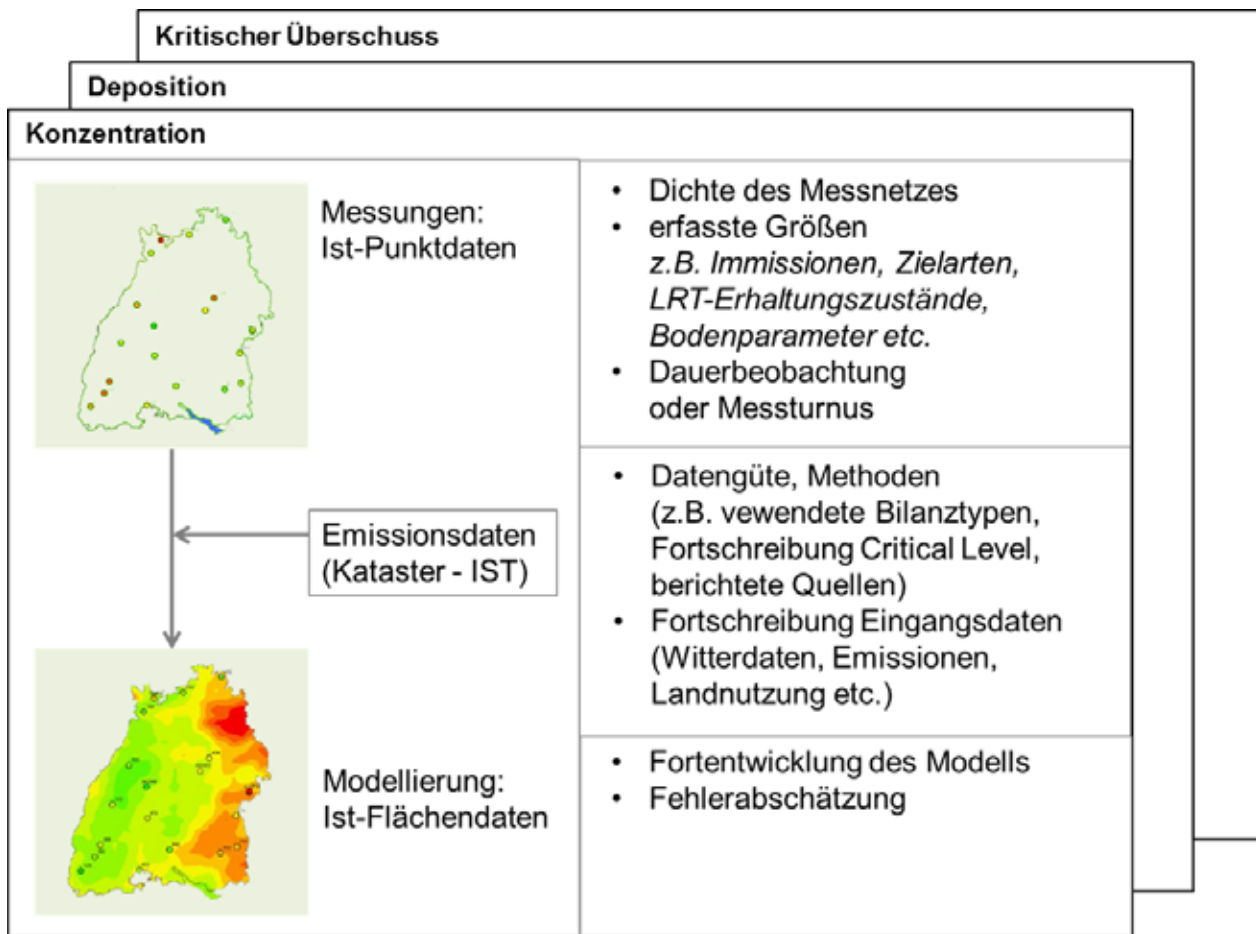 Kritischer Überschuss
Deposition
Konzentration
Messungen:
Ist-Punktdaten
• Dichte des Messnetzes
• erfasste Größen
z.B. Immissionen, Zielarten,
LRT-Erhaltungszustände,
Bodenparameter etc.
• Dauerbeobachtung
oder Messturnus
Emissionsdaten
(Kataster - IST)
• Datengüte, Methoden
(z.B. vewendete Bilanztypen,
Fortschreibung Critical Level,
berichtete Quellen)
• Fortschreibung Eingangsdaten
(Witterdaten, Emissionen,
Landnutzung etc.)
Modellierung:
Ist-Flächendaten
• Fortentwicklung des Modells
• Fehlerabschätzung